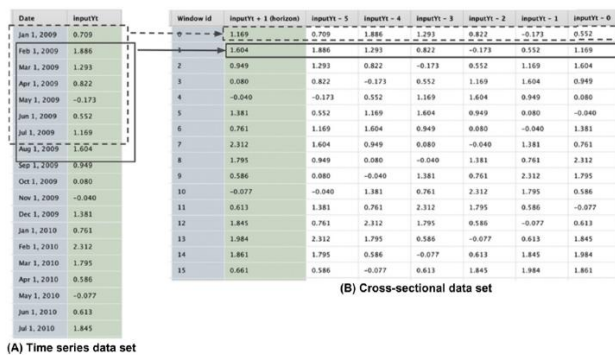 Date inputYt
Jan 1, 2009 0.709
Feb 1, 2009 1.886
Mar 1, 2009 1.293
Apr 1, 2009 0.822
May 1, 2009 -0.173
Jun 1, 2009 0.552
Jul 1, 2009 1.169
Aug 1, 2009 1.604
Sep 1, 2009 0.949
Oct 1, 2009 0.080
Nov 1, 2009 -0.040
Dec 1, 2009 1.381
Jan 1, 2010 0.761
Feb 1, 2010 2.312
Mar 1, 2010 1.795
Apr 1, 2010 0.586
May 1, 2010 -0.077
Jun 1, 2010 0.613
Jul 1, 2010 1.845
(A) Time series data set
Window id inputYt + 1 (horizon) inputYt - 5 inputYt - 4 inputYt - 3 inputYt - 2 inputYt - 1 inputYt - 0
0 1.169 0.709 1.886 1.293 0.822 -0.173 0.552
1 1.604 1.886 1.293 0.822 -0.173 0.552 1.169
2 0.949 1.293 0.822 -0.173 0.552 1.169 1.604
3 0.080 0.822 -0.173 0.552 1.169 1.604 0.949
4 -0.040 -0.173 0.552 1.169 1.604 0.949 0.080
5 1.381 0.552 1.169 1.604 0.949 0.080 -0.040
6 0.761 1.169 1.604 0.949 0.080 -0.040 1.381
7 2.312 1.604 0.949 0.080 -0.040 1.381 0.761
8 1.795 0.949 0.080 -0.040 1.381 0.761 2.312
9 0.586 0.080 -0.040 1.381 0.761 2.312 1.795
10 -0.077 -0.040 1.381 0.761 2.312 1.795 0.586
11 0.613 1.381 0.761 2.312 1.795 0.586 -0.077
12 1.845 0.761 2.312 1.795 0.586 -0.077 0.613
13 1.984 2.312 1.795 0.586 -0.077 0.613 1.845
14 1.861 1.795 0.586 -0.077 0.613 1.845 1.984
15 0.661 0.586 -0.077 0.613 1.845 1.984 1.861
(B) Cross-sectional data set